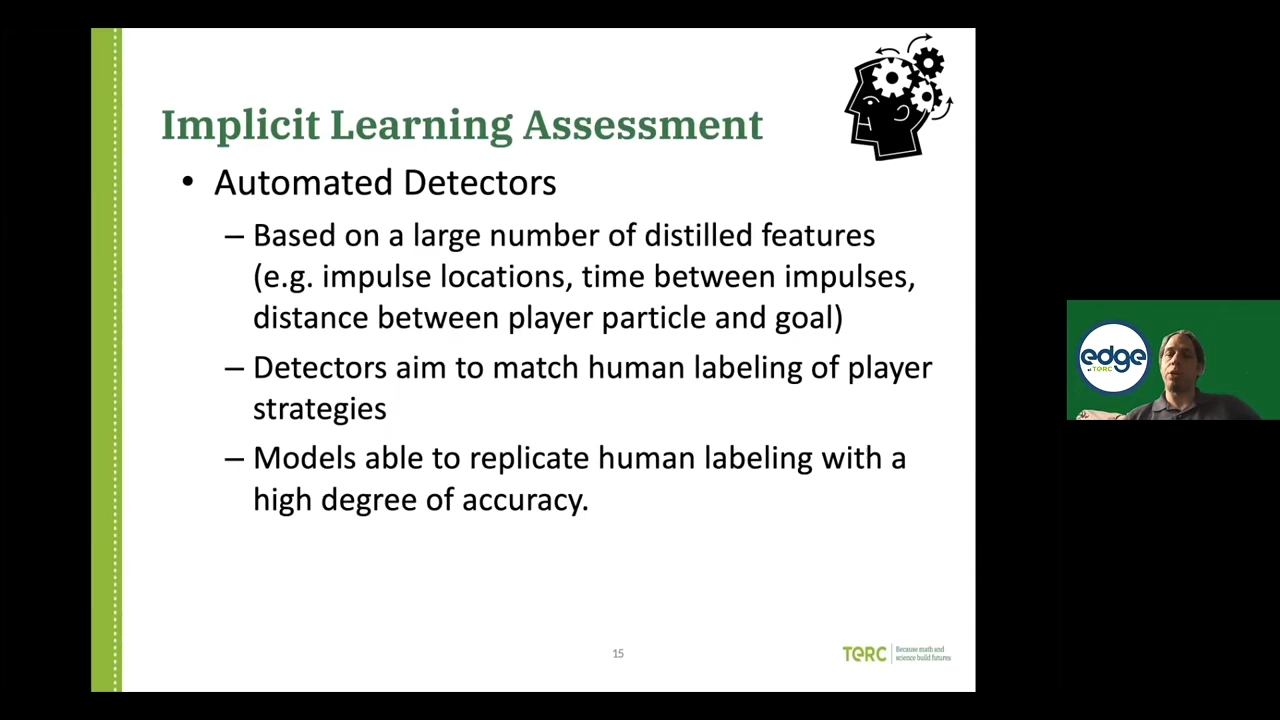 Implicit Learning Assessment
• Automated Detectors
– Based on a large number of distilled features
(e.g. impulse locations, time between impulses,
distance between player particle and goal)
– Detectors aim to match human labeling of player
strategies
– Models able to replicate human labeling with a
high degree of accuracy.
15
TERC
Because math and
science build futures
edge
at TERC